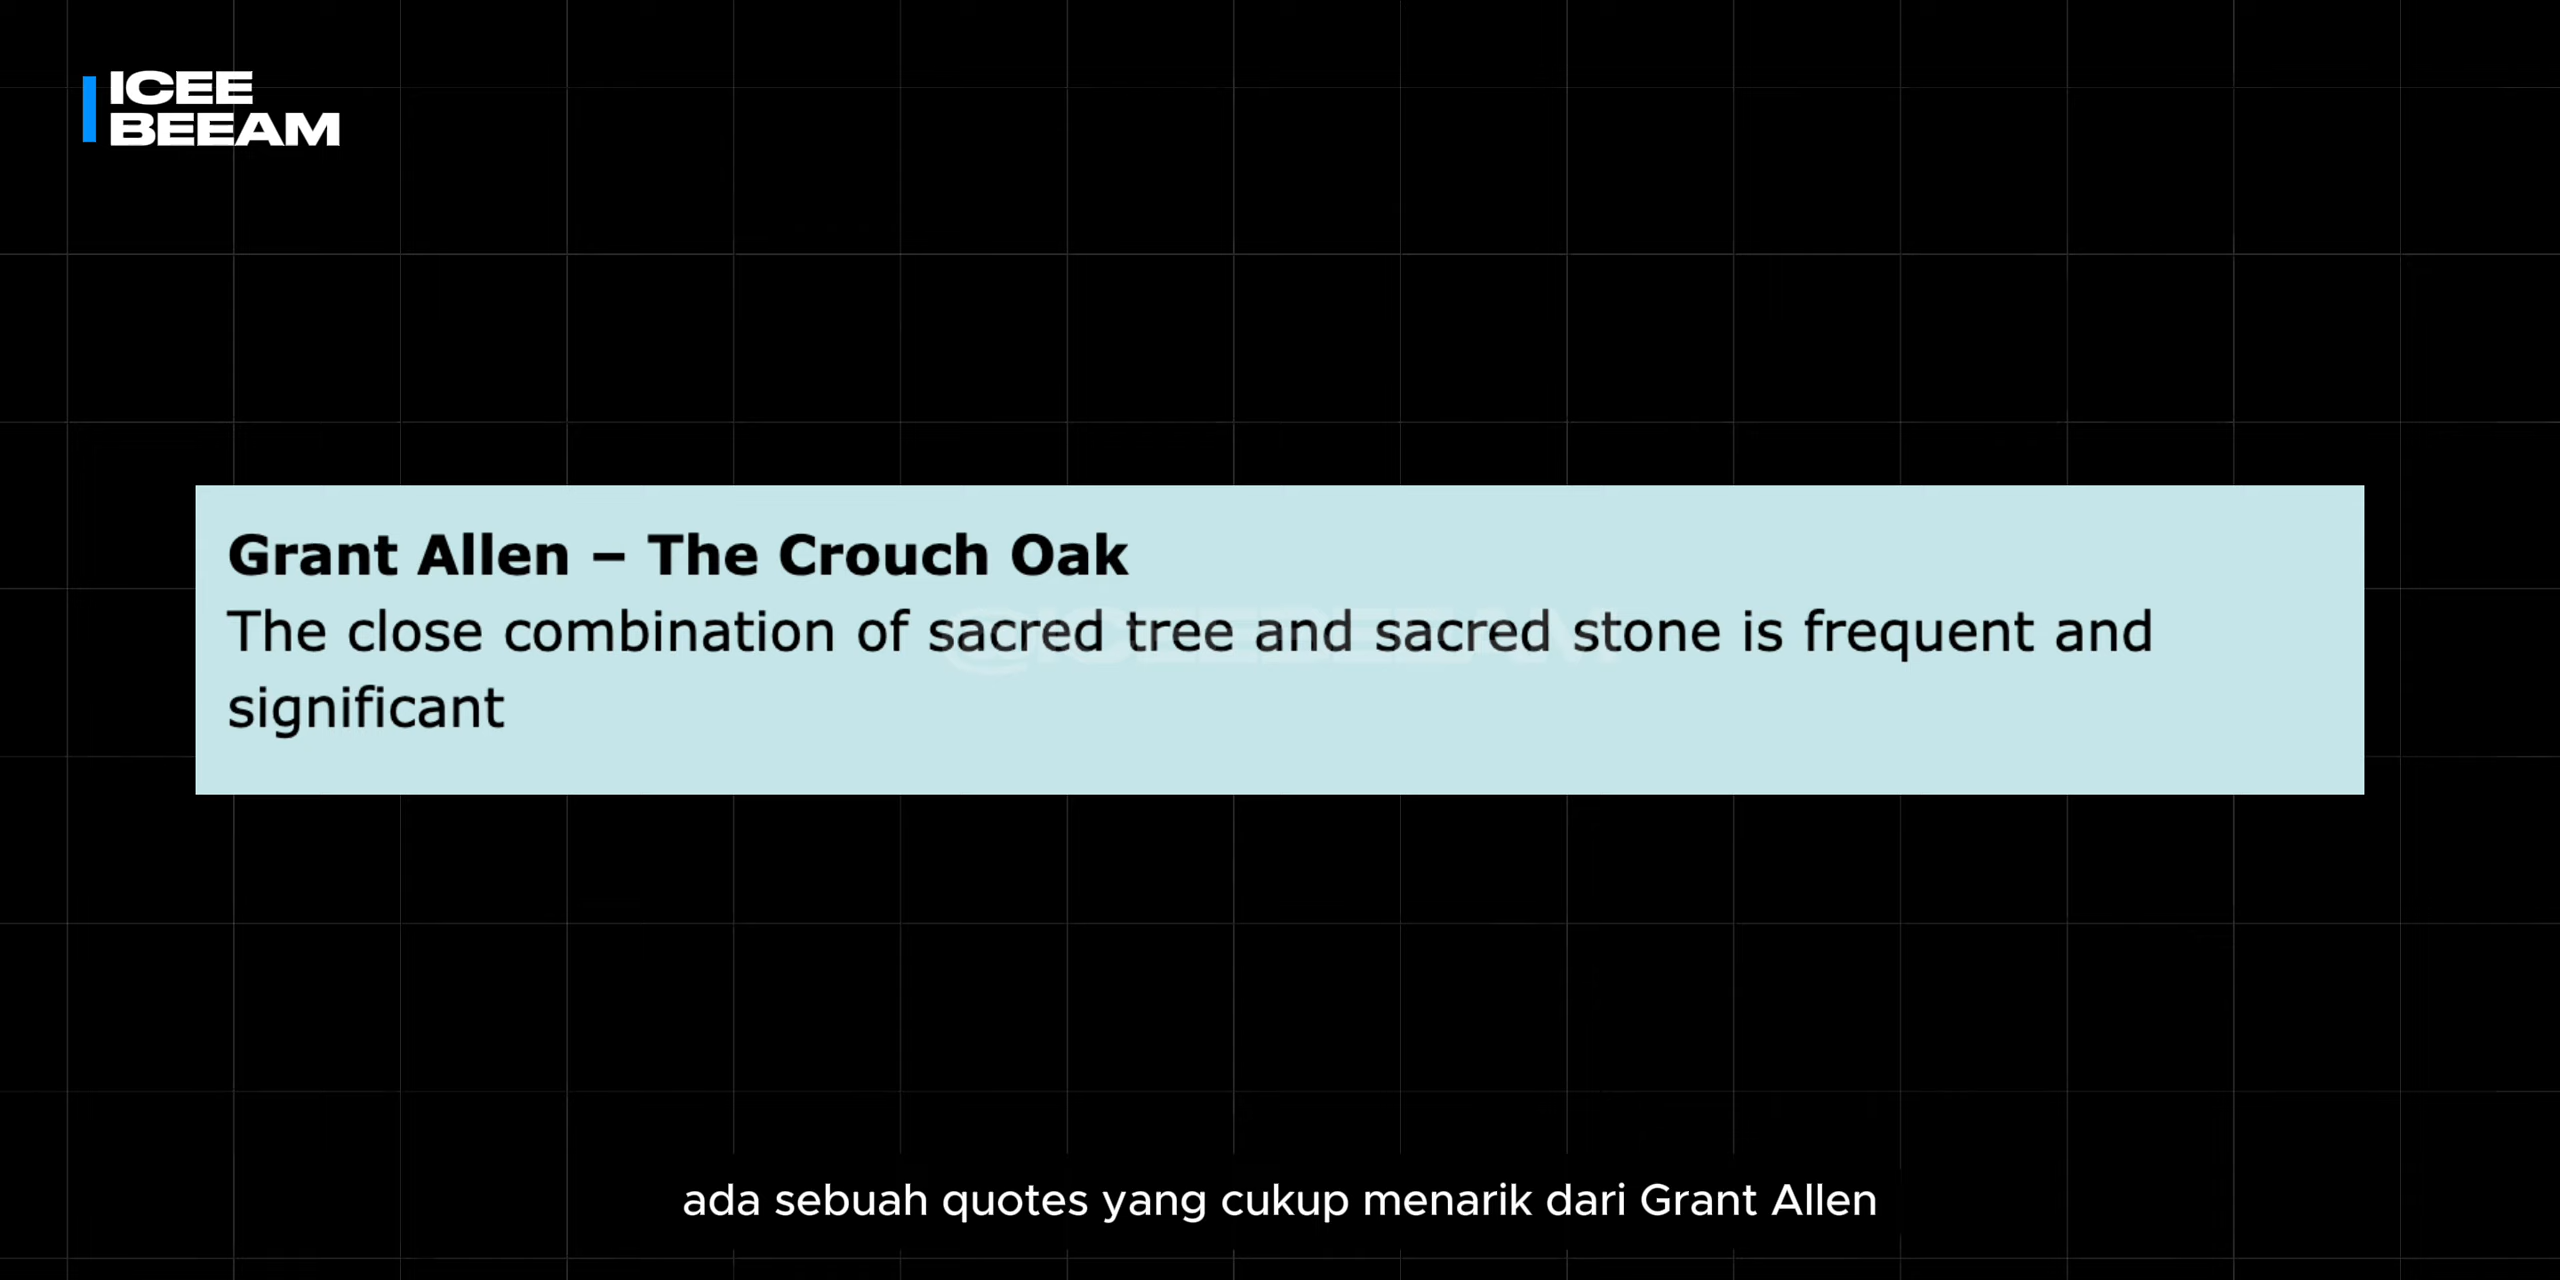 ICEE
BEEAM
Grant Allen – The Crouch Oak
The close combination of sacred tree and sacred stone is frequent and
significant
@ICEEBEEAM
ada sebuah quotes yang cukup menarik dari Grant Allen